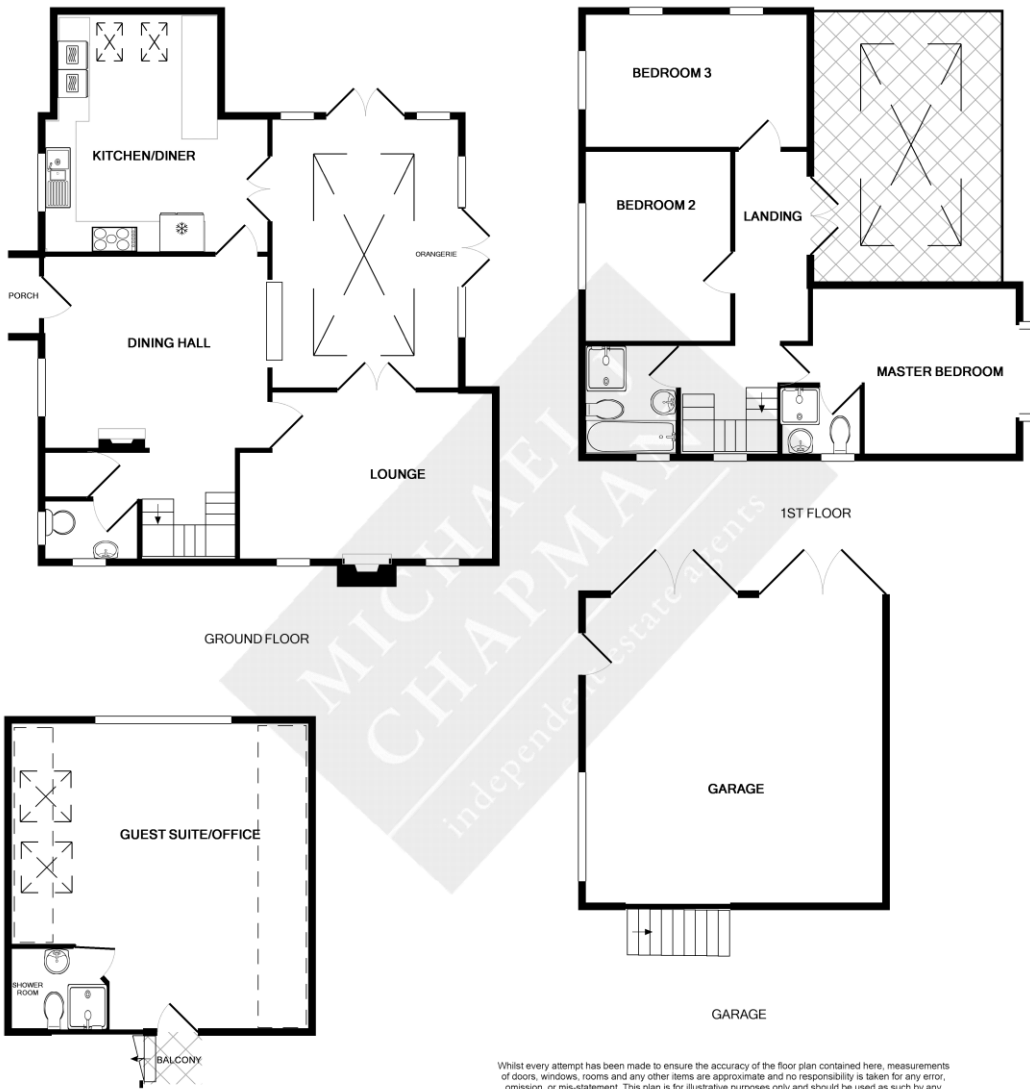 KITCHEN/DINER
ORANGERIE
PORCH
DINING HALL
LOUNGE
GROUND FLOOR
BEDROOM 3
BEDROOM 2
LANDING
MASTER BEDROOM
1ST FLOOR
MICHAEL J
CHAPMAN
independent estate agents
GUEST SUITE/OFFICE
SHOWER
ROOM
BALCONY
GARAGE
GARAGE
Whilst every attempt has been made to ensure the accuracy of the floor plan contained here, measurements
of doors, windows, rooms and any other items are approximate and no responsibility is taken for any error,
omission, or mis-statement. This plan is for illustrative purposes only and should be used as such by any